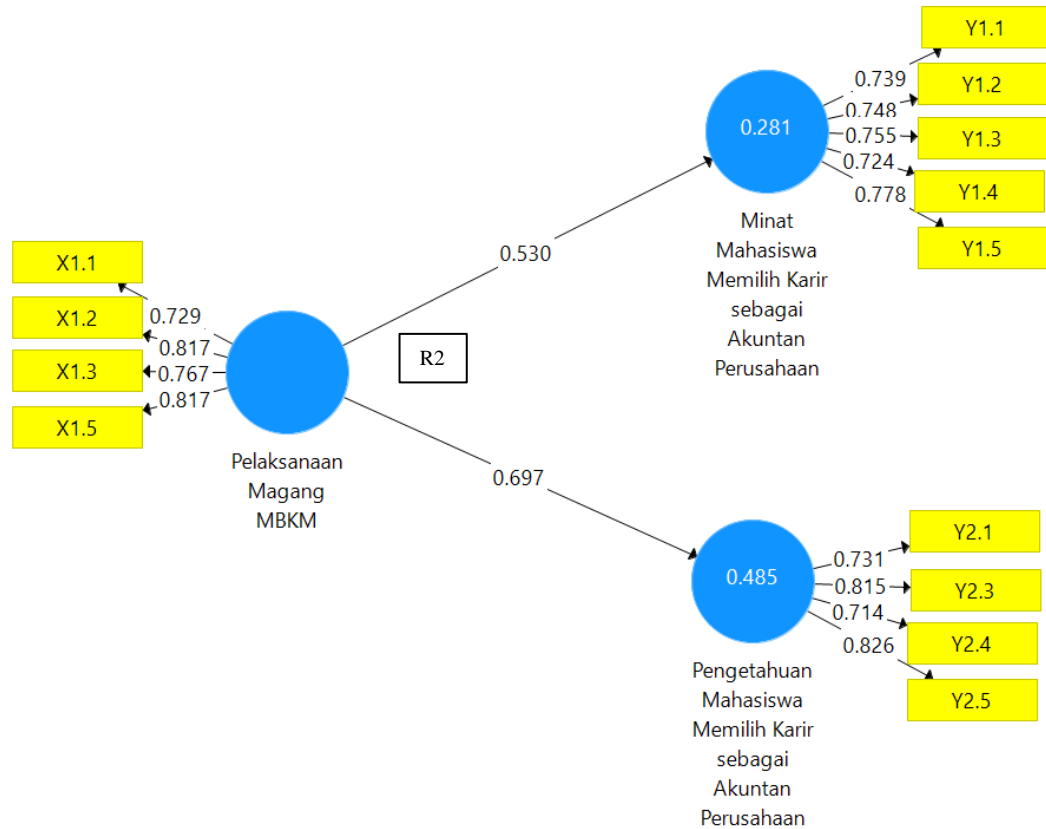 X1.1
X1.2
X1.3
X1.5
0.729
0.817
0.767
0.817
Pelaksanaan
Magang
MBKM
R2
0.530
0.697
0.281
Minat
Mahasiswa
Memilih Karir
sebagai
Akuntan
Perusahaan
0.739
0.748
0.755
0.724
0.778
Y1.1
Y1.2
Y1.3
Y1.4
Y1.5
0.485
Pengetahuan
Mahasiswa
Memilih Karir
sebagai
Akuntan
Perusahaan
0.731
0.815
0.714
0.826
Y2.1
Y2.3
Y2.4
Y2.5